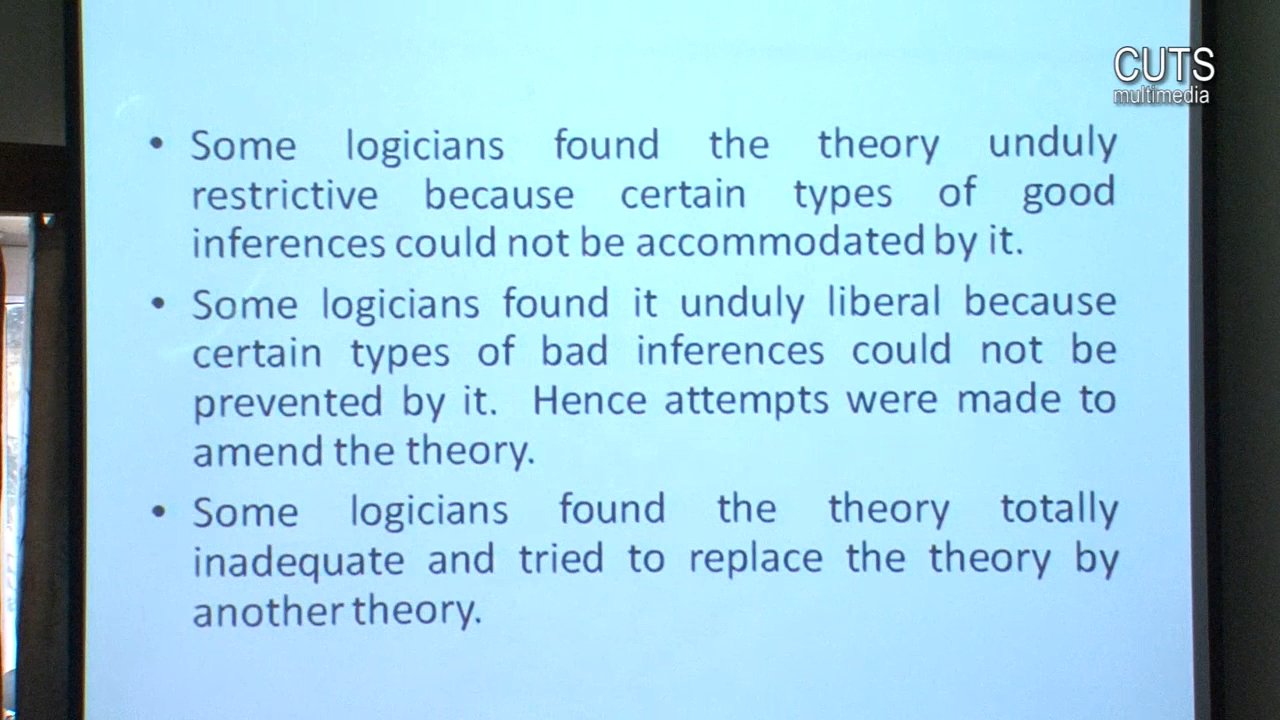 CUTS
multimedia
• Some logicians found the theory unduly
restrictive because certain types of good
inferences could not be accommodated by it.
• Some logicians found it unduly liberal because
certain types of bad inferences could not be
prevented by it. Hence attempts were made to
amend the theory.
• Some logicians found the theory totally
inadequate and tried to replace the theory by
another theory.